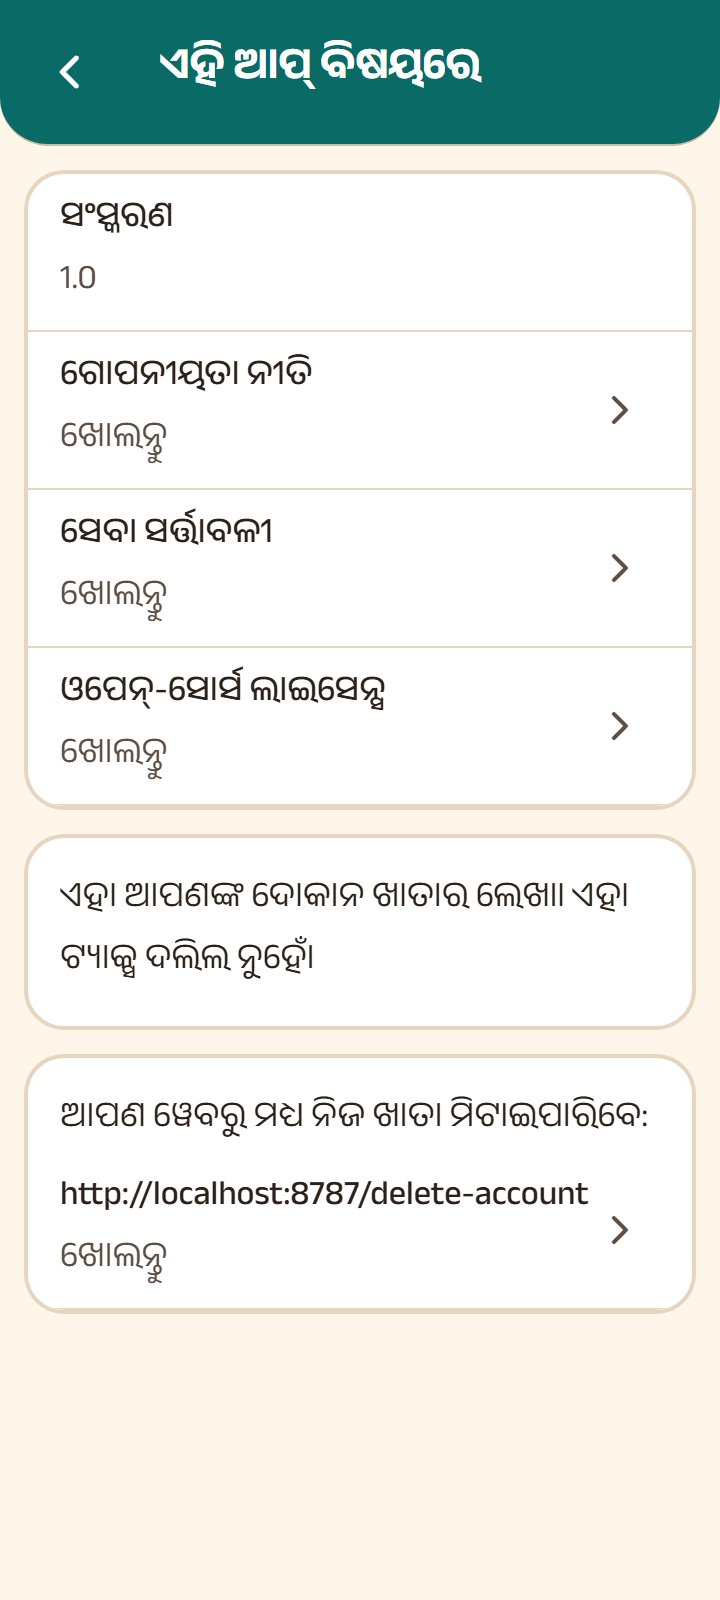 ଏହି ଆପ୍ ବିଷୟରେ
ସଂସ୍କରଣ
1.0
ଗୋପନୀୟତା ନୀତି
ଖୋଲନ୍ତୁ
ସେବା ସର୍ତ୍ତାବଳୀ
ଖୋଲନ୍ତୁ
ଓପେନ୍-ସୋର୍ସ ଲାଇସେନ୍ସ
ଖୋଲନ୍ତୁ
ଏହା ଆପଣଙ୍କ ଦୋକାନ ଖାତାର ଲେଖା। ଏହା
ଟ୍ୟାକ୍ସ ଦଲିଲ ନୁହେଁ।
ଆପଣ ୱେବରୁ ମଧ୍ୟ ନିଜ ଖାତା ମିଟାଇପାରିବେ:
http://localhost:8787/delete-account
ଖୋଲନ୍ତୁ